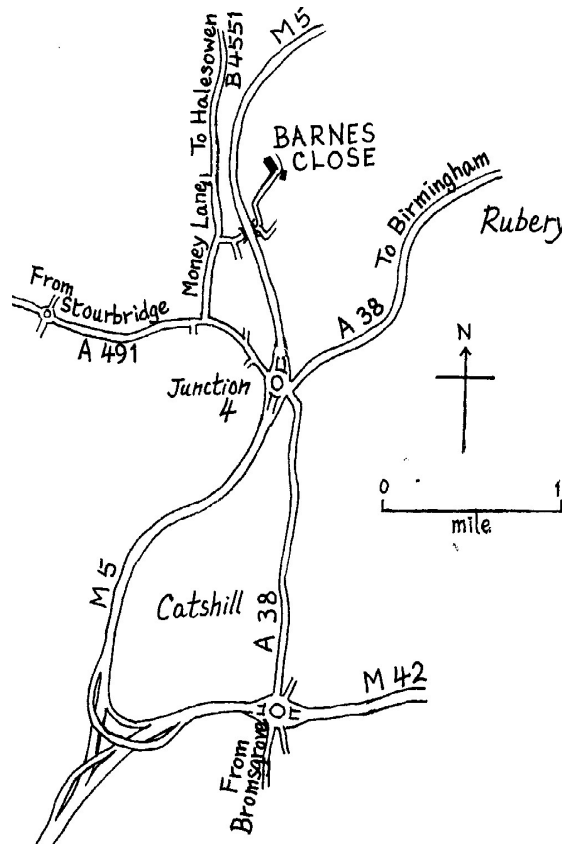 To Halesowen
B4551
M5
BARNES
CLOSE
Money Lane
To Birmingham
Rubery
From
Stourbridge
A 491
A 38
N
Junction
4
0 1
mile
M5
Catshill
A 38
M 42
From
Bromsgrove